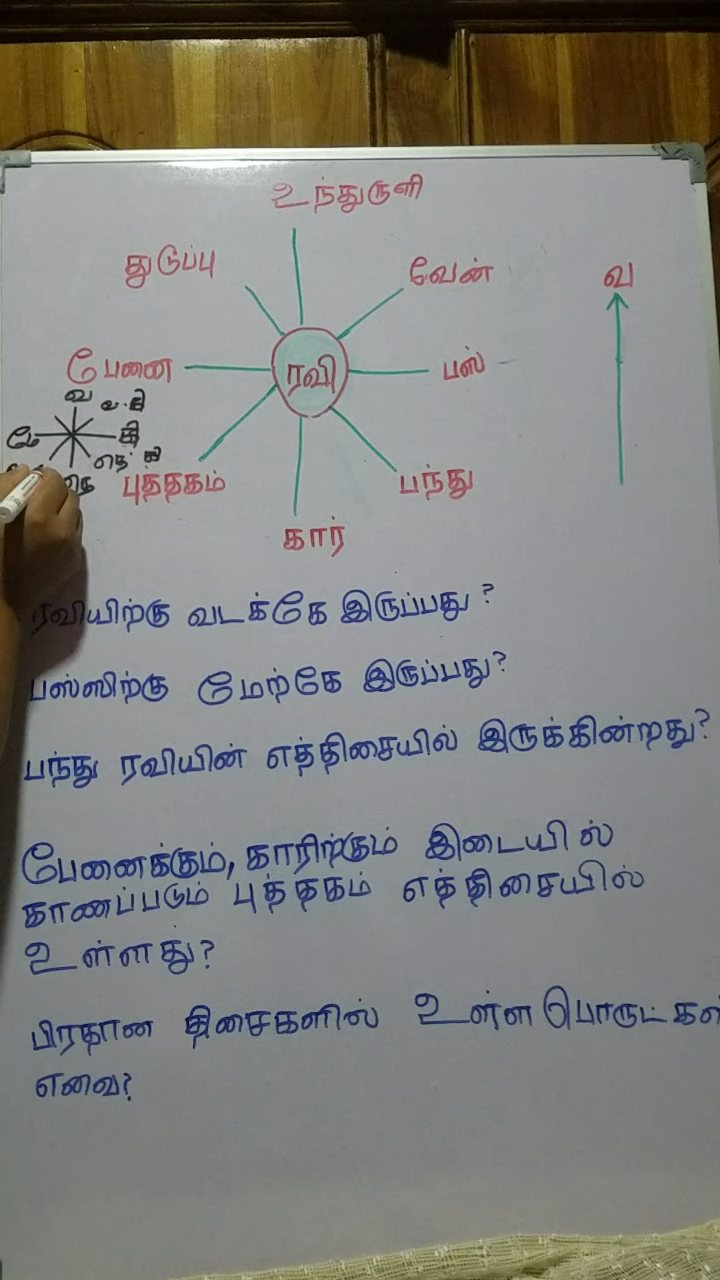 உந்துருளி
துடுப்பு
வேன்
வ
பேனை
ரவி
பஸ்
வ
வ.கி
மே
கி
தெ கி
தெ
புத்தகம்
பந்து
கார்
ரவியிற்கு வடக்கே இருப்பது?
பஸ்ஸிற்கு மேற்கே இருப்பது?
பந்து ரவியின் எத்திசையில் இருக்கின்றது?
பேனைக்கும், காரிற்கும் இடையில்
காணப்படும் புத்தகம் எத்திசையில்
உள்ளது?
பிரதான திசைகளில் உள்ள பொருட்கள்
எவை?